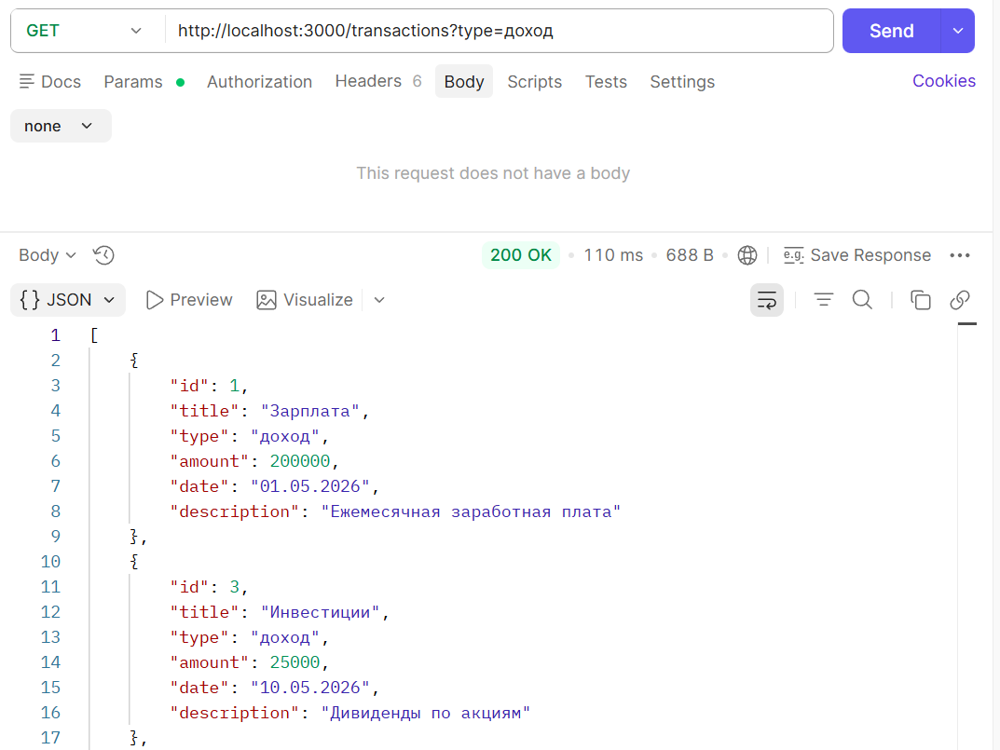 GET http://localhost:3000/transactions?type=доход Send
Docs Params Authorization Headers 6 Body Scripts Tests Settings Cookies
none
This request does not have a body
Body 200 OK • 110 ms • 688 B • e.g. Save Response
{} JSON Preview Visualize
1 [
2 {
3 "id": 1,
4 "title": "Зарплата",
5 "type": "доход",
6 "amount": 200000,
7 "date": "01.05.2026",
8 "description": "Ежемесячная заработная плата"
9 },
10 {
11 "id": 3,
12 "title": "Инвестиции",
13 "type": "доход",
14 "amount": 25000,
15 "date": "10.05.2026",
16 "description": "Дивиденды по акциям"
17 },